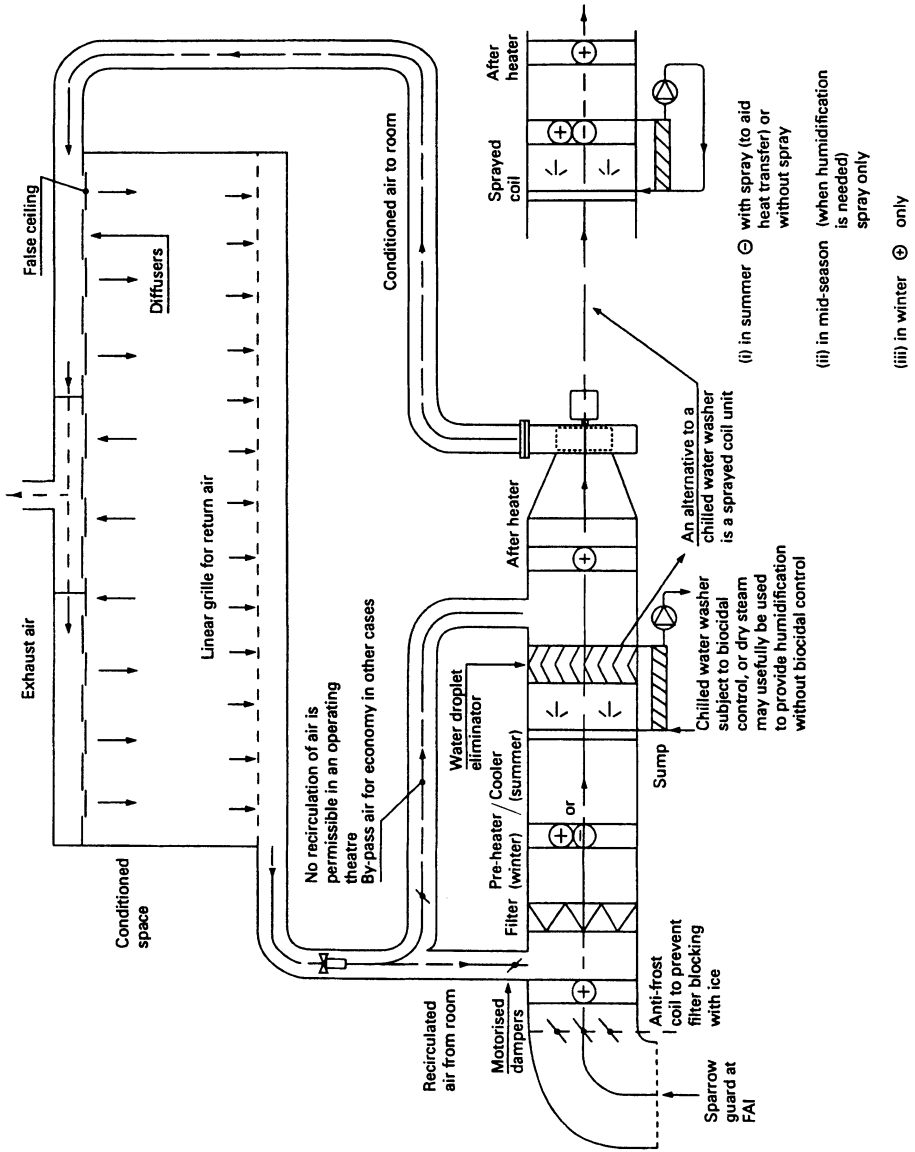 Exhaust air
False ceiling
Diffusers
Linear grille for return air
Conditioned
space
Conditioned air to room
No recirculation of air is
permissible in an operating
theatre
By-pass air for economy in other cases
Recirculated
air from room
Motorised
dampers
Filter
Pre-heater / Cooler
(winter) / (summer)
+
or
−
Water droplet
eliminator
After heater
+
+
Sparrow
guard at
FAI
Anti-frost
coil to prevent
filter blocking
with ice
Sump
Chilled water washer
subject to biocidal
control, or dry steam
may usefully be used
to provide humidification
without biocidal control
An alternative to a
chilled water washer
is a sprayed coil unit
Sprayed
coil
+
−
After
heater
+
(i) in summer ⊖ with spray (to aid
heat transfer) or
without spray
(ii) in mid-season (when humidification
is needed)
spray only
(iii) in winter ⊕ only